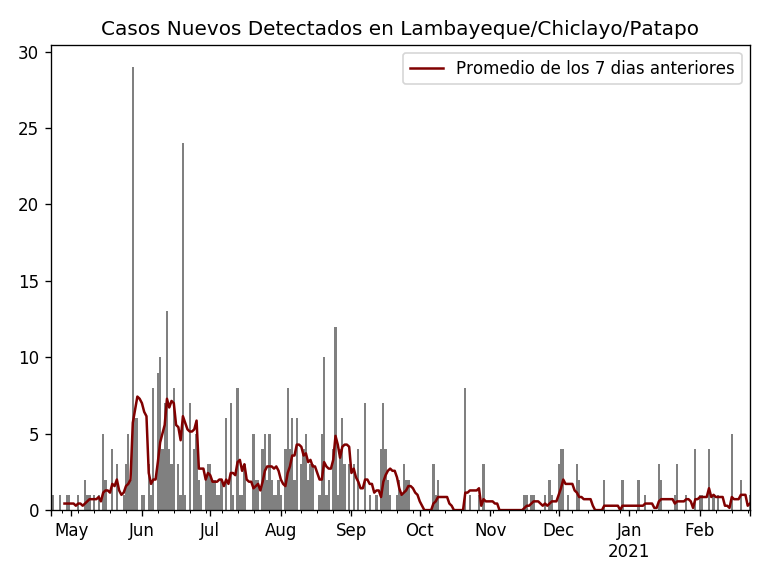 Casos Nuevos Detectados en Lambayeque/Chiclayo/Patapo
Promedio de los 7 dias anteriores
30
25
20
15
10
5
0
May Jun Jul Aug Sep Oct Nov Dec Jan Feb
2021